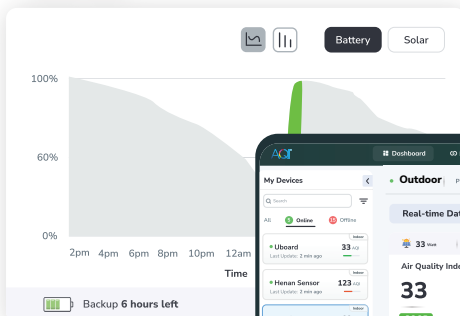 Battery
Solar
100%
60%
0%
2pm 4pm 6pm 8pm 10pm 12am
Time
Backup 6 hours left
AQI
Dashboard
My Devices
Search
All
Online
Offline
Indoor
Uboard
33 AQI
Last Update: 2 min ago
Indoor
Henan Sensor
123 AQI
Last Update: 2 min ago
Indoor
Outdoor
Real-time Dat
33
Air Quality Inde
33